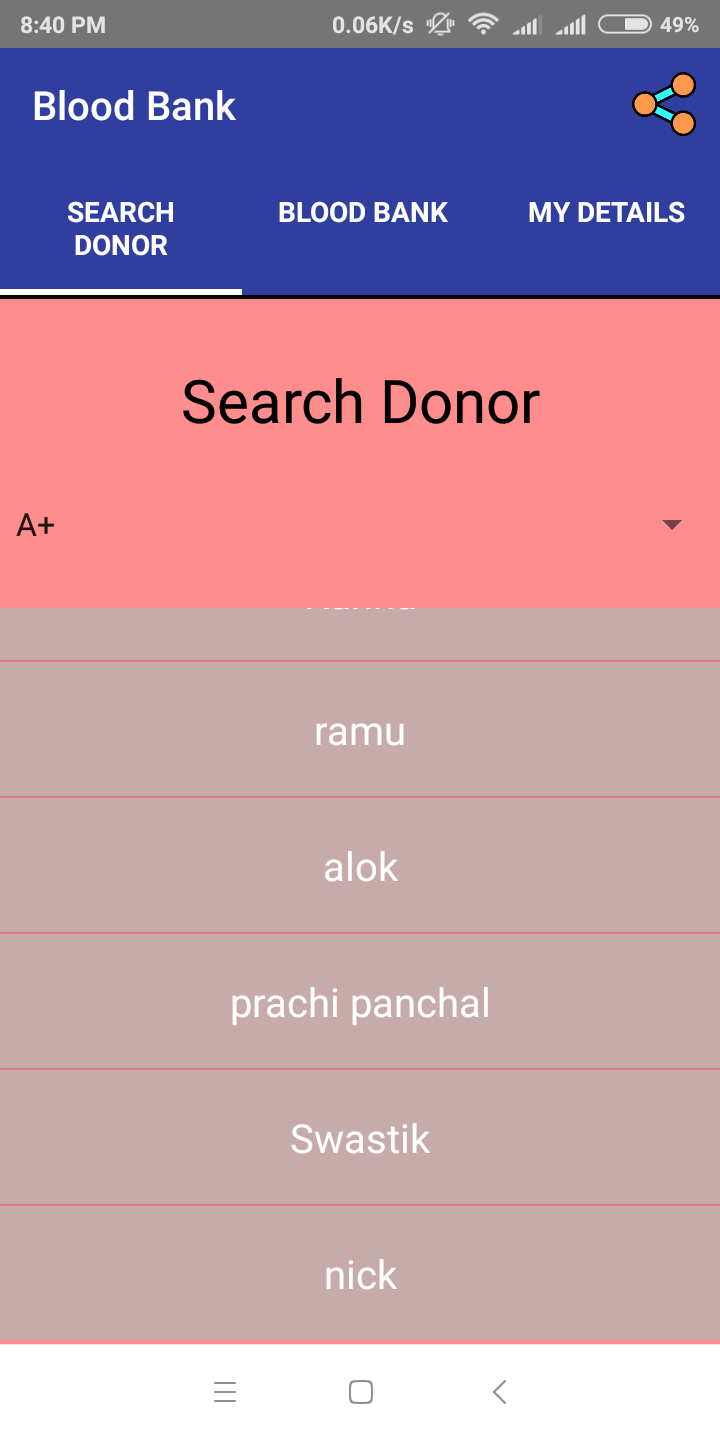 8:40 PM 0.06K/s 49%
Blood Bank
SEARCH
DONOR
BLOOD BANK
MY DETAILS
Search Donor
A+
ramu
alok
prachi panchal
Swastik
nick